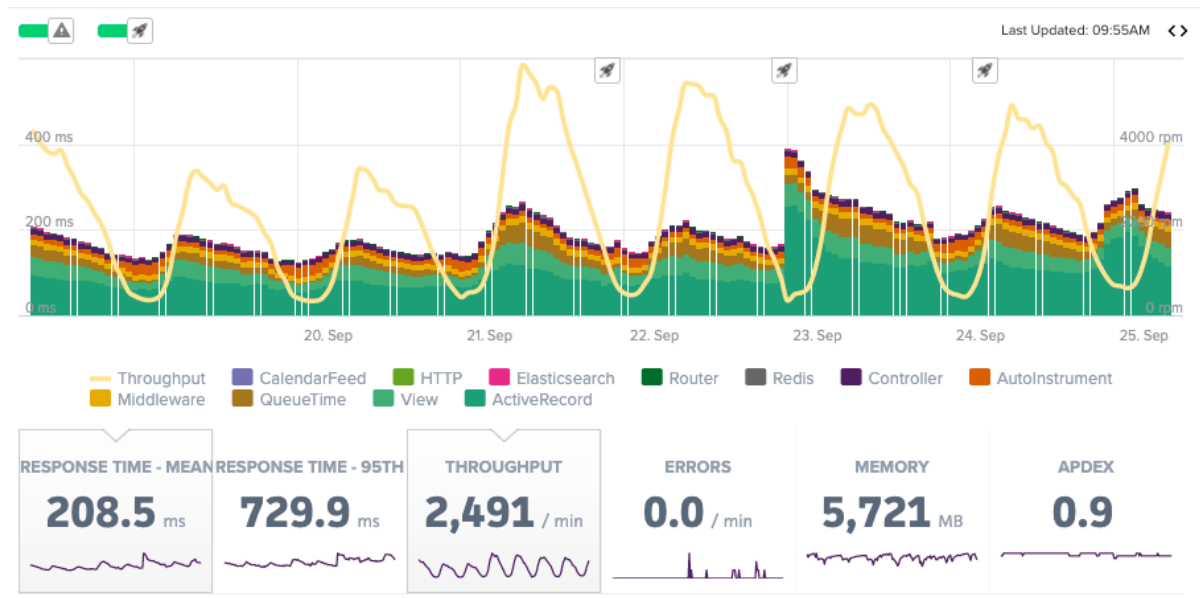 Last Updated: 09:55AM
400 ms 4000 rpm
200 ms 2000 rpm
0 ms 0 rpm
20. Sep 21. Sep 22. Sep 23. Sep 24. Sep 25. Sep
Throughput CalendarFeed HTTP Elasticsearch Router Redis Controller AutoInstrument
Middleware QueueTime View ActiveRecord
RESPONSE TIME - MEAN RESPONSE TIME - 95TH THROUGHPUT ERRORS MEMORY APDEX
208.5 ms 729.9 ms 2,491 / min 0.0 / min 5,721 MB 0.9